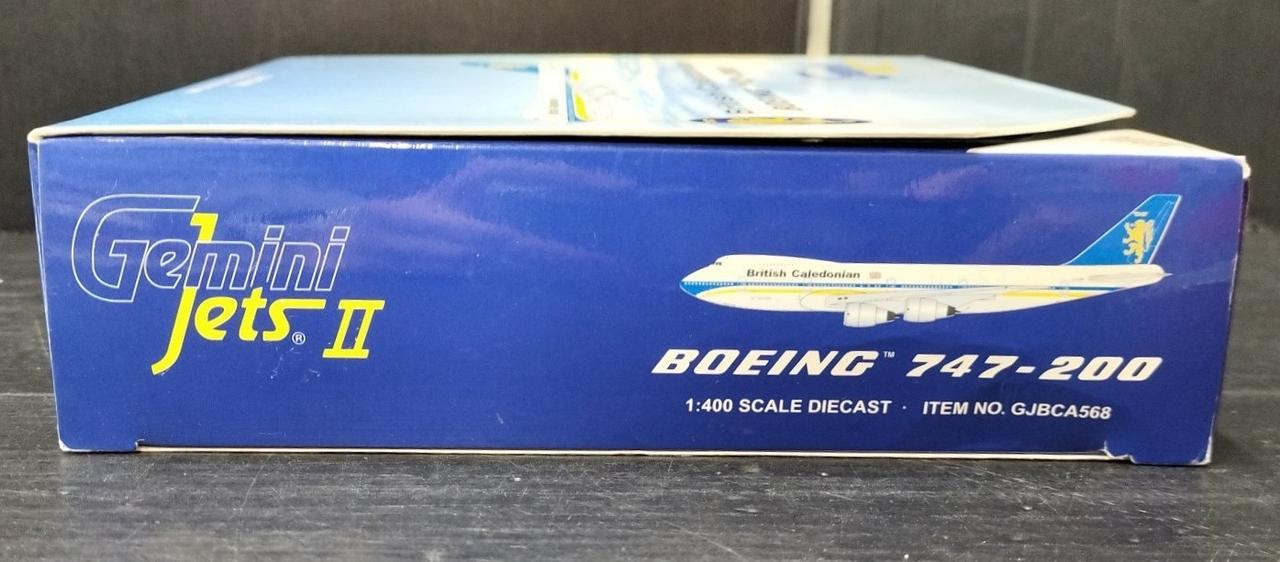 Gemini
Jets® II
British Caledonian
BOEING™ 747-200
1:400 SCALE DIECAST · ITEM NO. GJBCA568